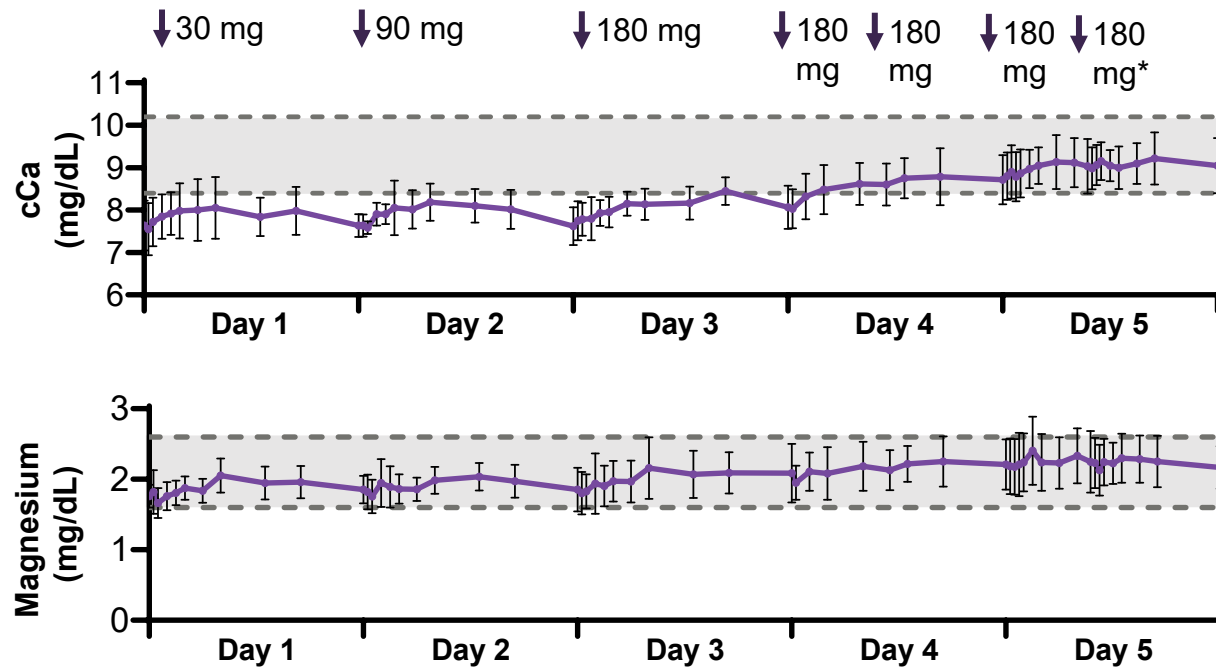 30 mg
90 mg
180 mg
180
mg
180
mg
180
mg
180
mg*
11
10
9
8
7
6
cCa
(mg/dL)
Day 1
Day 2
Day 3
Day 4
Day 5
3
2
1
0
Magnesium
(mg/dL)
Day 1
Day 2
Day 3
Day 4
Day 5